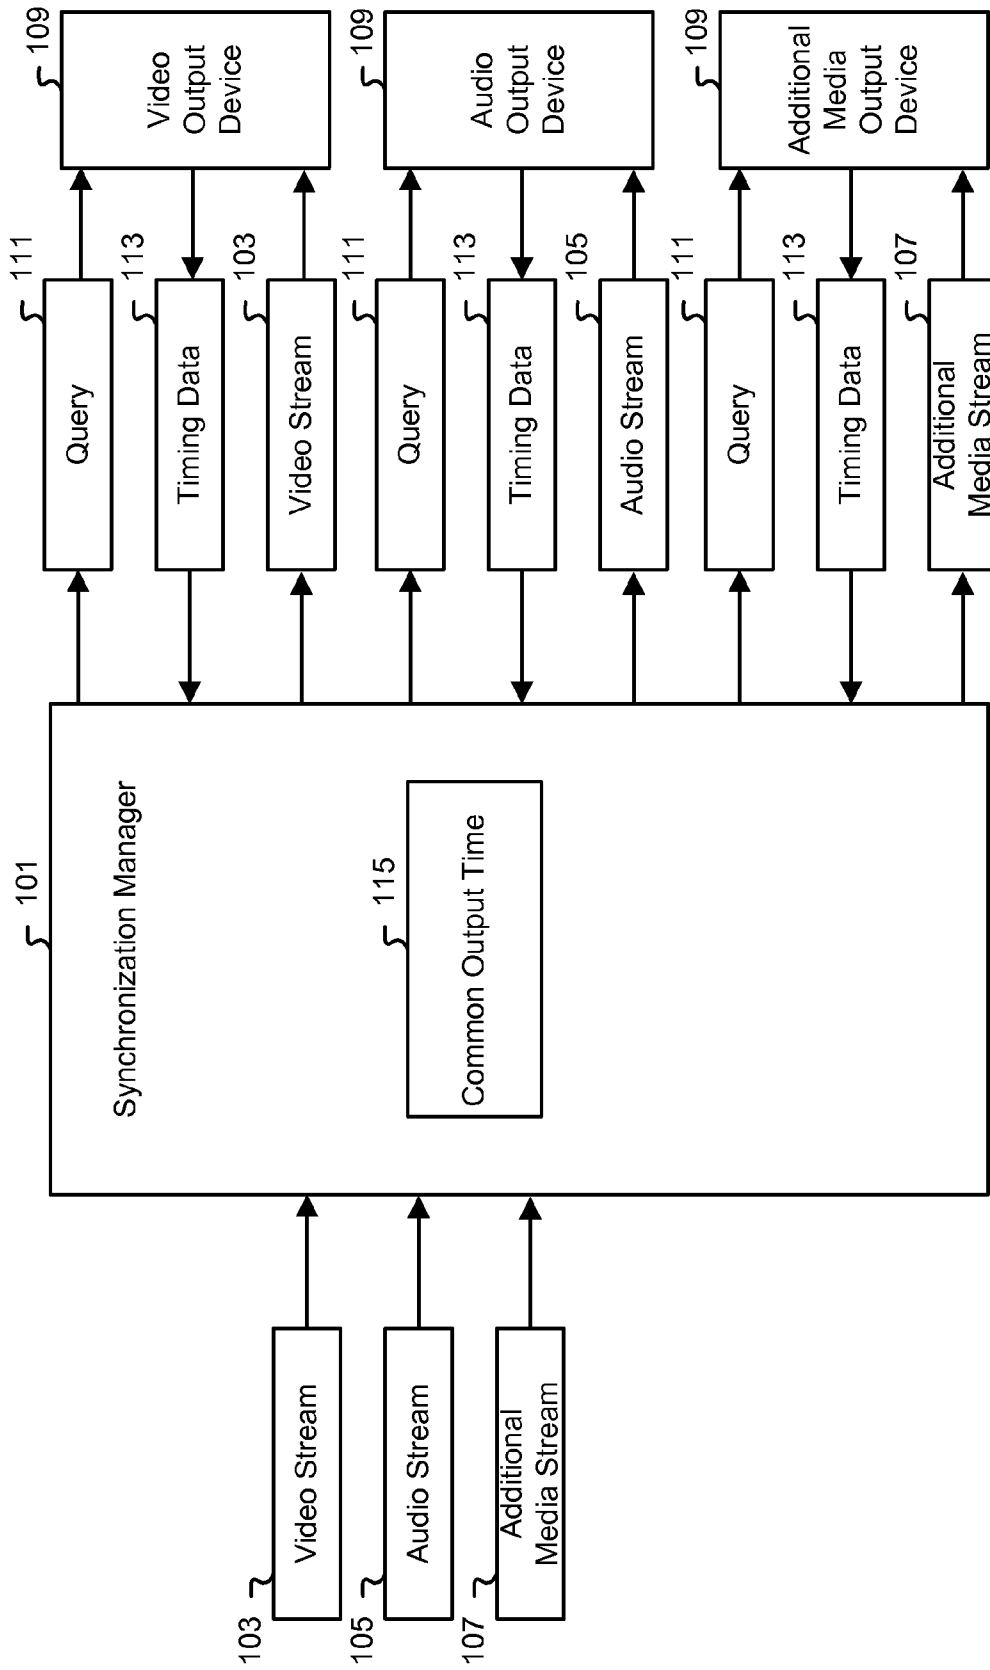 103
Video Stream
105
Audio Stream
107
Additional
Media Stream
101
Synchronization Manager
115
Common Output Time
111
Query
113
Timing Data
103
Video Stream
111
Query
113
Timing Data
105
Audio Stream
111
Query
113
Timing Data
107
Additional
Media Stream
109
Video
Output
Device
109
Audio
Output
Device
109
Additional
Media
Output
Device